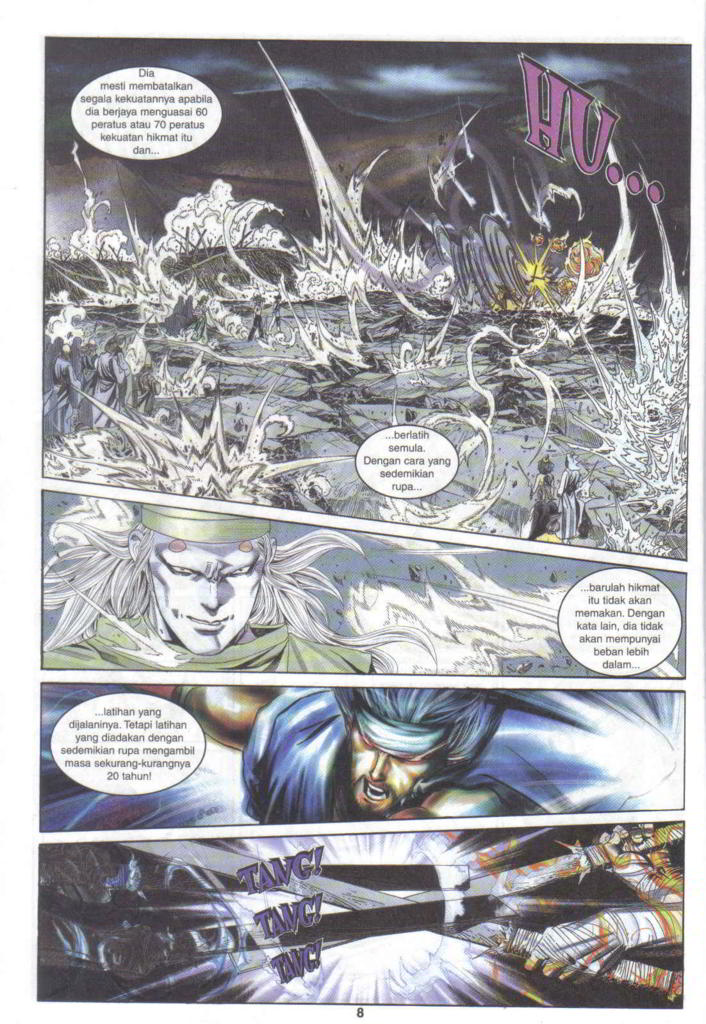 Dia
mesti membatalkan
segala kekuatannya apabila
dia berjaya menguasai 60
peratus atau 70 peratus
kekuatan hikmat itu
dan...
HU...
...berlatih
semula.
Dengan cara yang
sedemikian
rupa...
...barulah hikmat
itu tidak akan
memakan. Dengan
kata lain, dia tidak
akan mempunyai
beban lebih
dalam...
...latihan yang
dijalaninya. Tetapi latihan
yang diadakan dengan
sedemikian rupa mengambil
masa sekurang-kurangnya
20 tahun!
TANG!
TANG!
TANG!
8